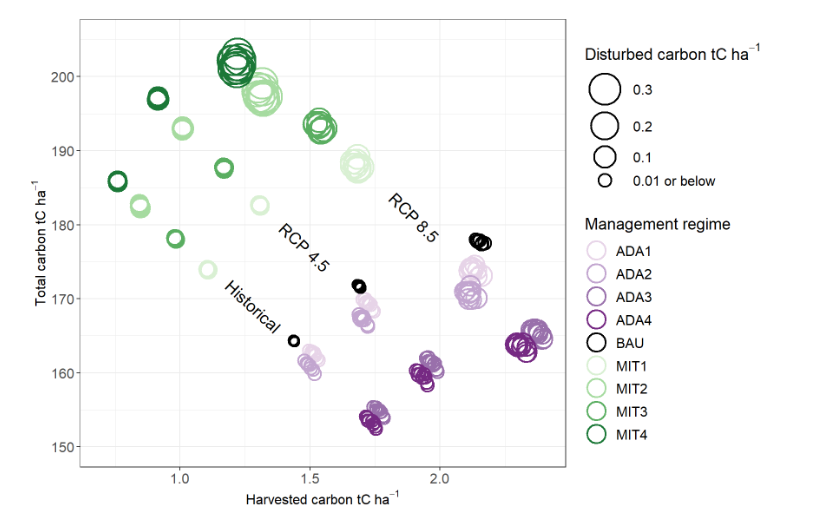 Total carbon tC ha⁻¹
200
190
180
170
160
150
1.0
1.5
2.0
Harvested carbon tC ha⁻¹
RCP 8.5
RCP 4.5
Historical
Disturbed carbon tC ha⁻¹
0.3
0.2
0.1
0.01 or below
Management regime
ADA1
ADA2
ADA3
ADA4
BAU
MIT1
MIT2
MIT3
MIT4